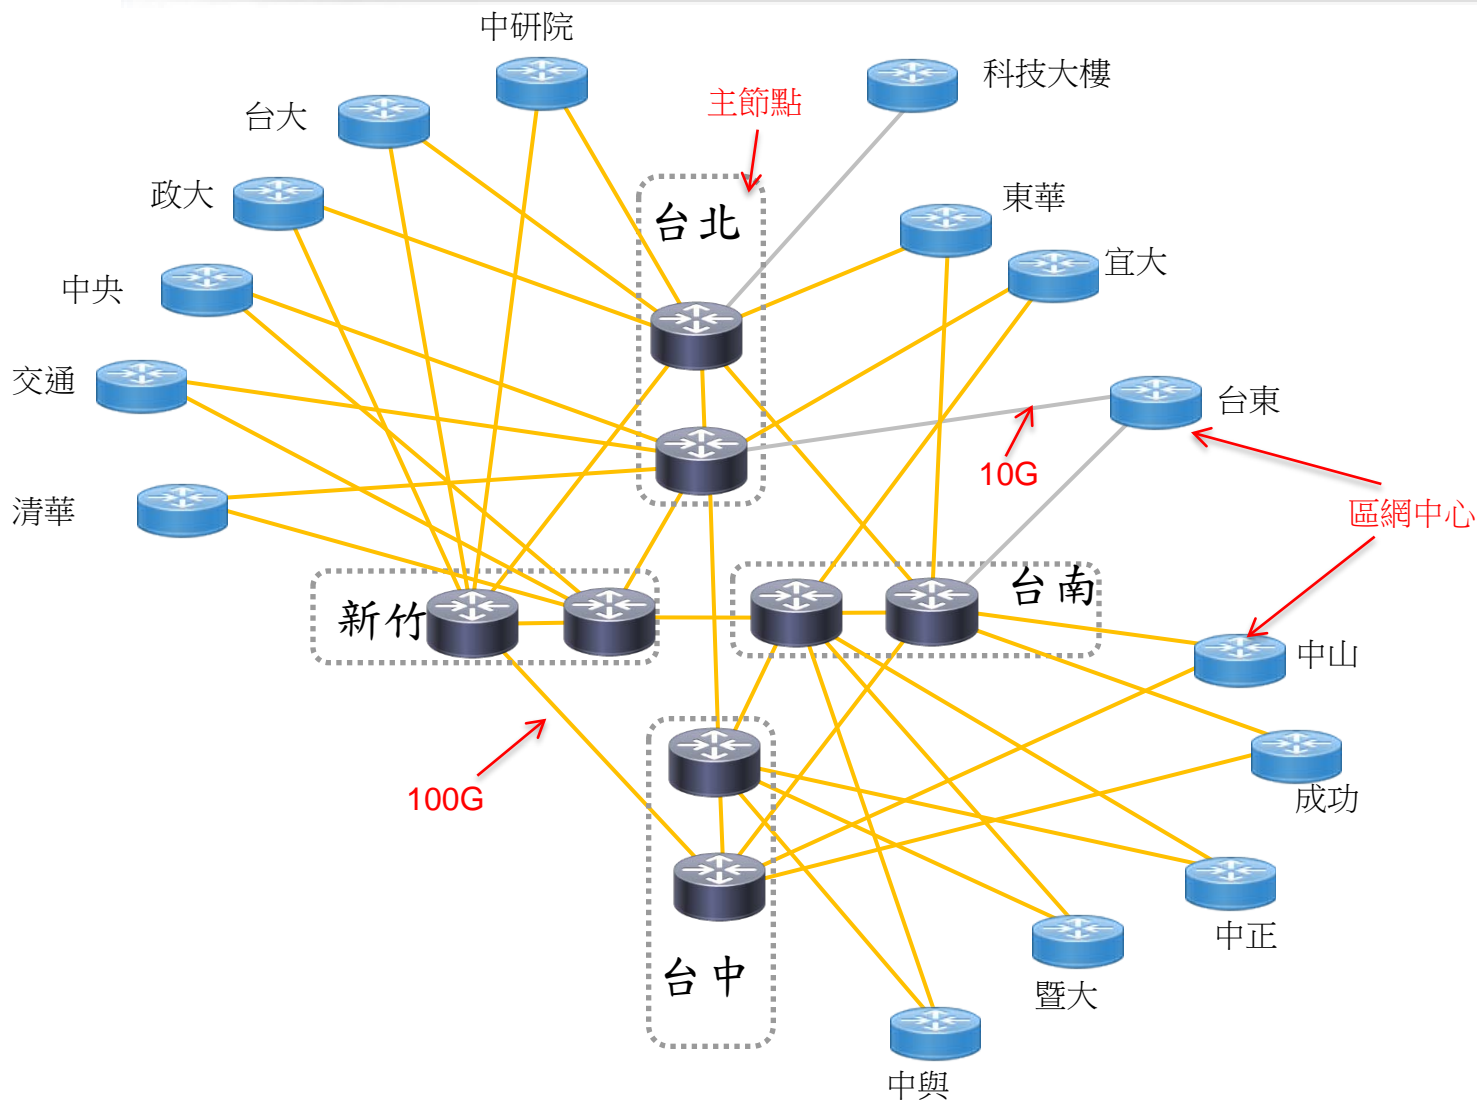 中研院
科技大樓
主節點
台大
政大
東華
台北
宜大
中央
交通
台東
10G
清華
區網中心
台南
新竹
中山
100G
成功
中正
台中
暨大
中與